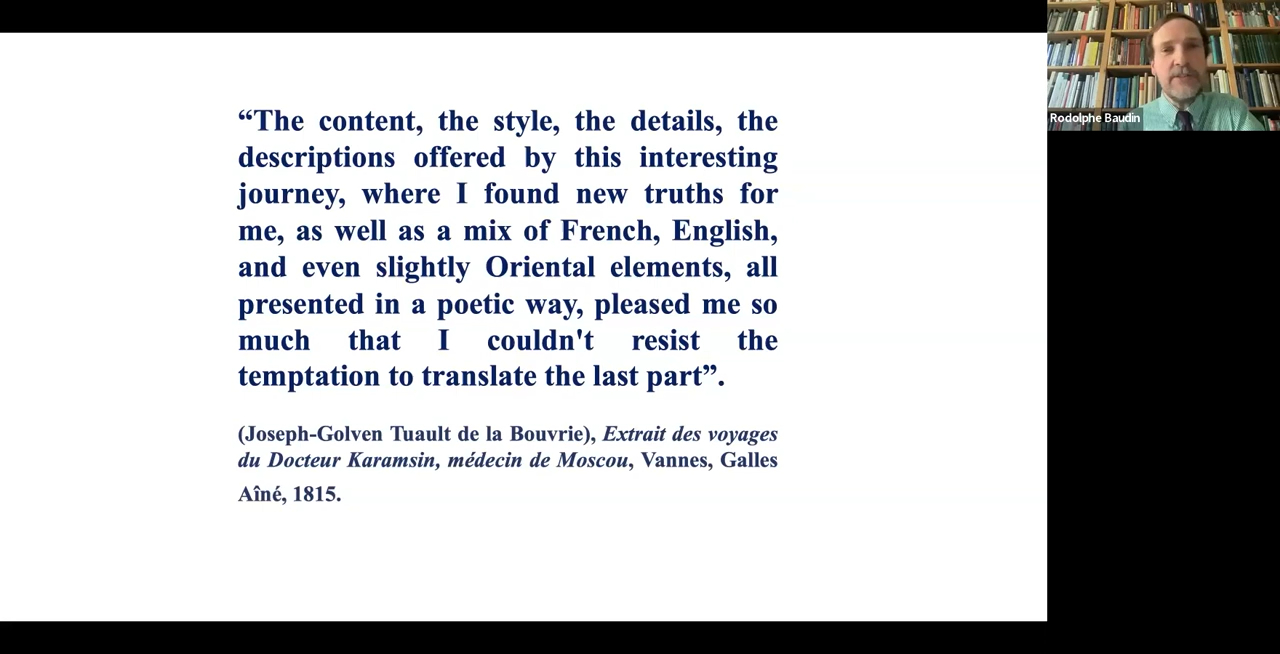 “The content, the style, the details, the
descriptions offered by this interesting
journey, where I found new truths for
me, as well as a mix of French, English,
and even slightly Oriental elements, all
presented in a poetic way, pleased me so
much that I couldn't resist the
temptation to translate the last part”.
(Joseph-Golven Tuault de la Bouvrie), Extrait des voyages
du Docteur Karamsin, médecin de Moscou, Vannes, Galles
Aîné, 1815.
Rodolphe Baudin